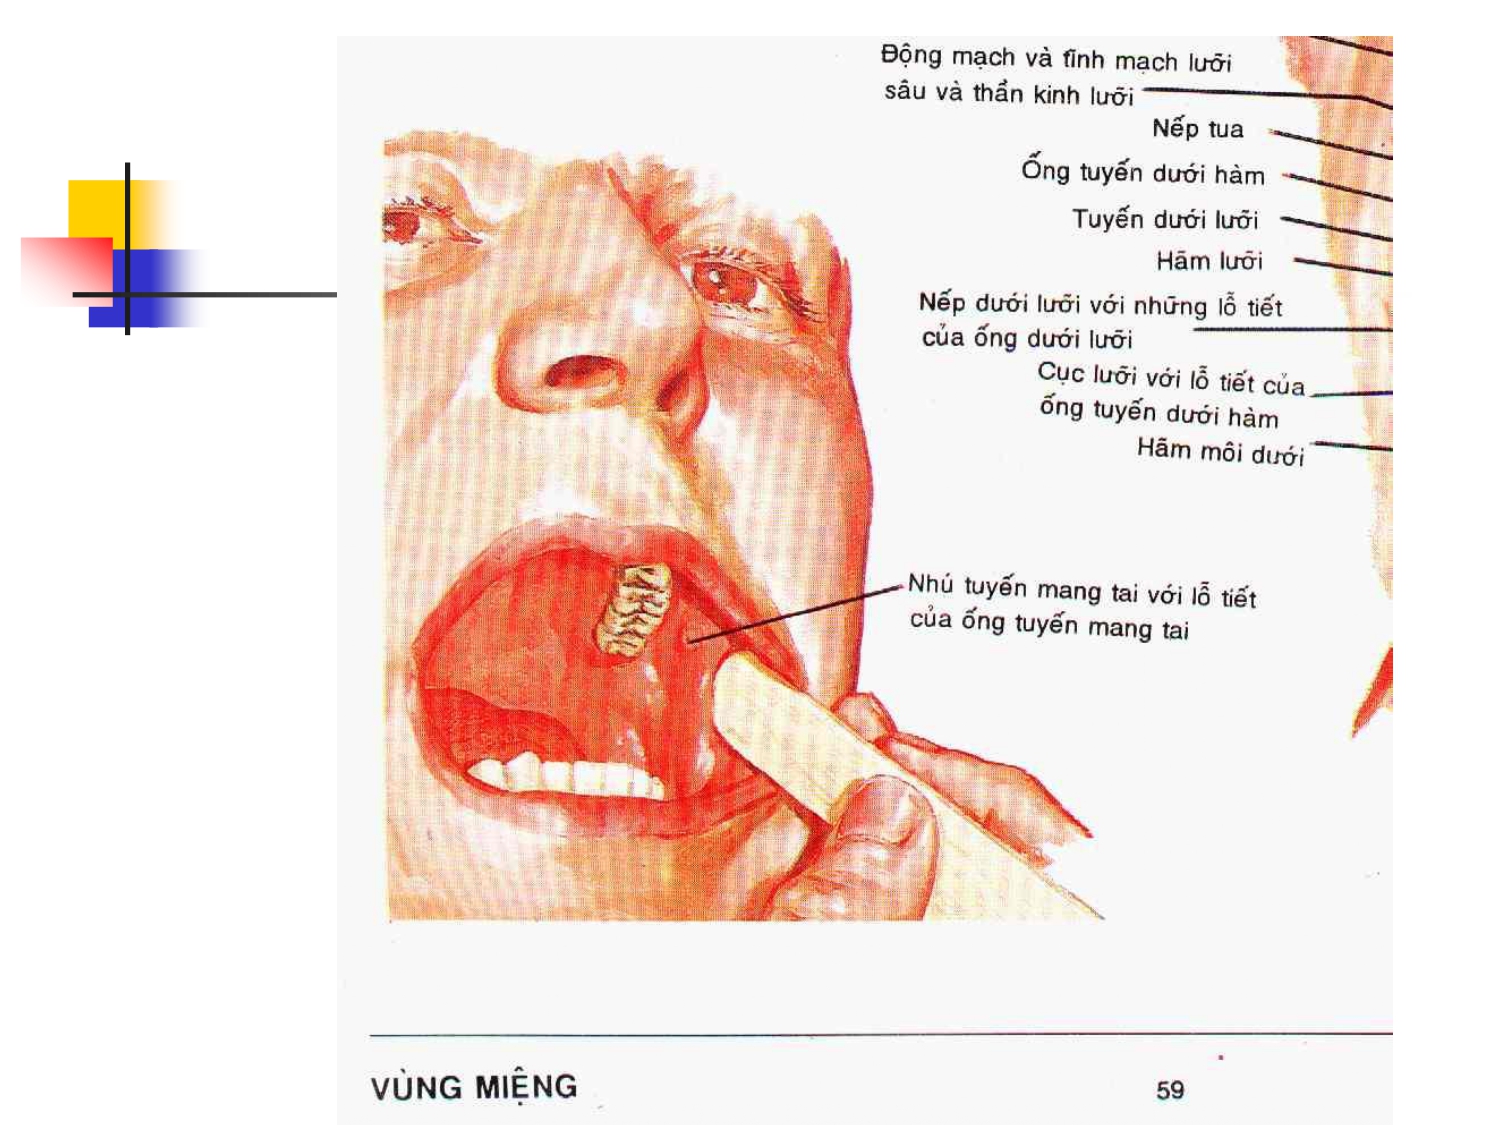 Động mạch và tĩnh mạch lưỡi
sâu và thần kinh lưỡi
Nếp tua
Ống tuyến dưới hàm
Tuyến dưới lưỡi
Hãm lưỡi
Nếp dưới lưỡi với những lỗ tiết
của ống dưới lưỡi
Cục lưỡi với lỗ tiết của
ống tuyến dưới hàm
Hãm môi dưới
Nhú tuyến mang tai với lỗ tiết
của ống tuyến mang tai
VÙNG MIỆNG
59